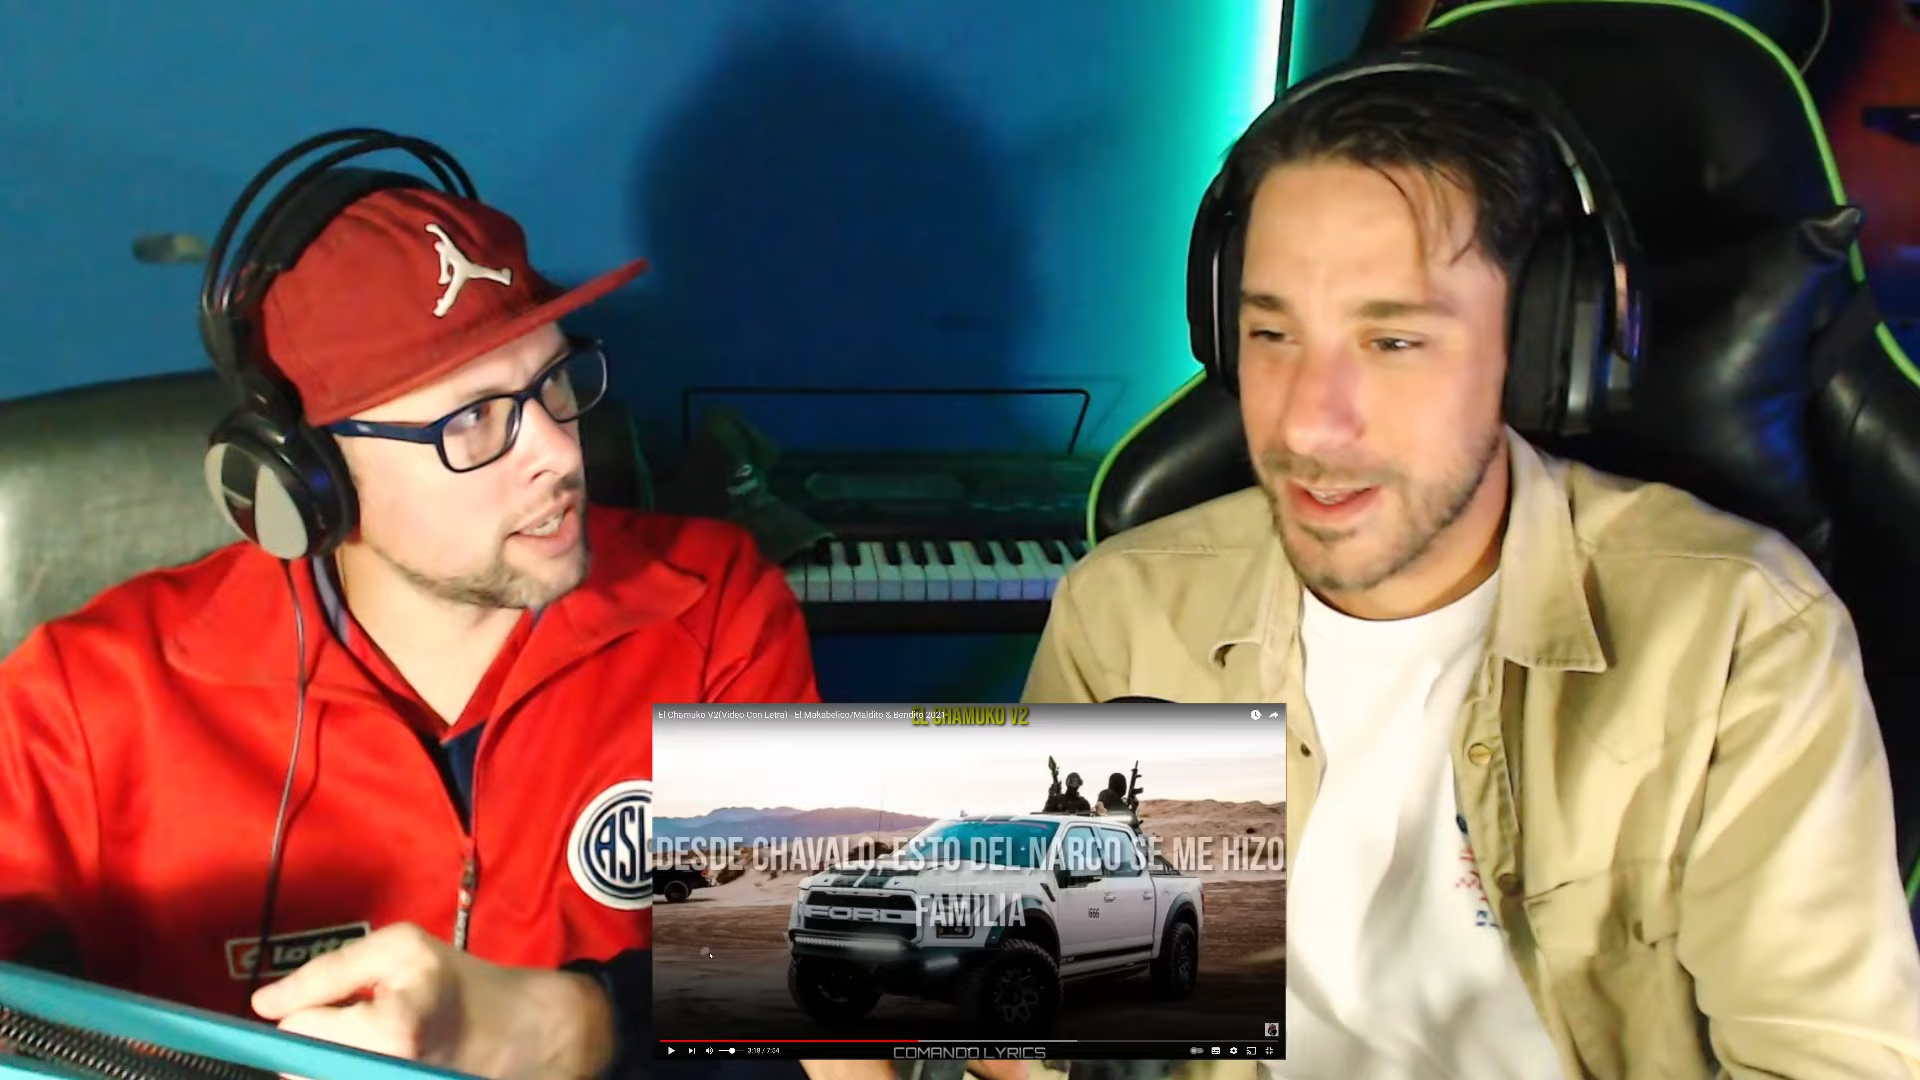 ASL
lotto
El Chamuko V2(Video Con Letra) - El Makabelico/Maldito & Bendito 2021
EL CHAMUKO V2
DESDE CHAVALO, ESTO DEL NARCO SE ME HIZO
FAMILIA
FORD
666
3:18 / 7:54
COMANDO LYRICS